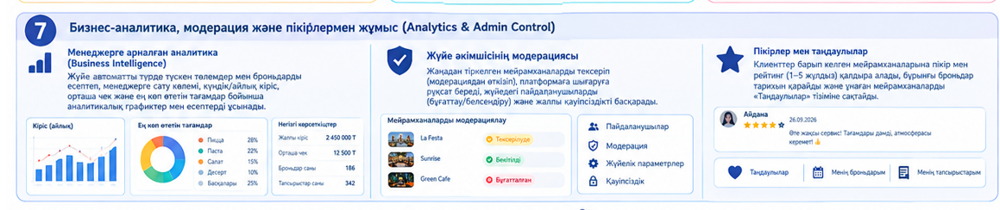 7
Бизнес-аналитика, модерация және пікірлермен жұмыс (Analytics & Admin Control)
Менеджерге арналған аналитика
(Business Intelligence)
Жүйе автоматты түрде түскен төлемдер мен броньдарды
есептеп, менеджерге сату көлемі, күндік/айлық кіріс,
орташа чек және ең көп өтетін тағамдар бойынша
аналитикалық графиктер мен есептерді ұсынады.
Кіріс (айлық)
Ең көп өтетін тағамдар
Пицца 28%
Паста 22%
Салат 15%
Десерт 10%
Басқалары 25%
Негізгі көрсеткіштер
Жалпы кіріс 2 450 000 Т
Орташа чек 12 500 Т
Броньдар саны 186
Тапсырыстар саны 342
Жүйе әкімшісінің модерациясы
Жаңадан тіркелген мейрамханаларды тексеріп
(модерациядан өткізіп), платформаға шығаруға
рұқсат береді, жүйедегі пайдаланушыларды
(бұғаттау/белсендіру) және жалпы қауіпсіздікті басқарады.
Мейрамханаларды модерациялау
La Festa Тексерілуде
Sunrise Бекітілді
Green Cafe Бұғатталған
Пайдаланушылар
Модерация
Жүйелік параметрлер
Қауіпсіздік
Пікірлер мен таңдаулылар
Клиенттер барып келген мейрамханаларына пікір мен
рейтинг (1–5 жұлдыз) қалдыра алады, бұрынғы броньдар
тарихын қарайды және ұнаған мейрамханаларды
«Таңдаулылар» тізіміне сақтайды.
Айдана
26.09.2026
Өте жақсы сервис! Тағамдары дәмді, атмосферасы
керемет! 👍
Таңдаулылар
Менің броньдарым
Менің тапсырыстарым